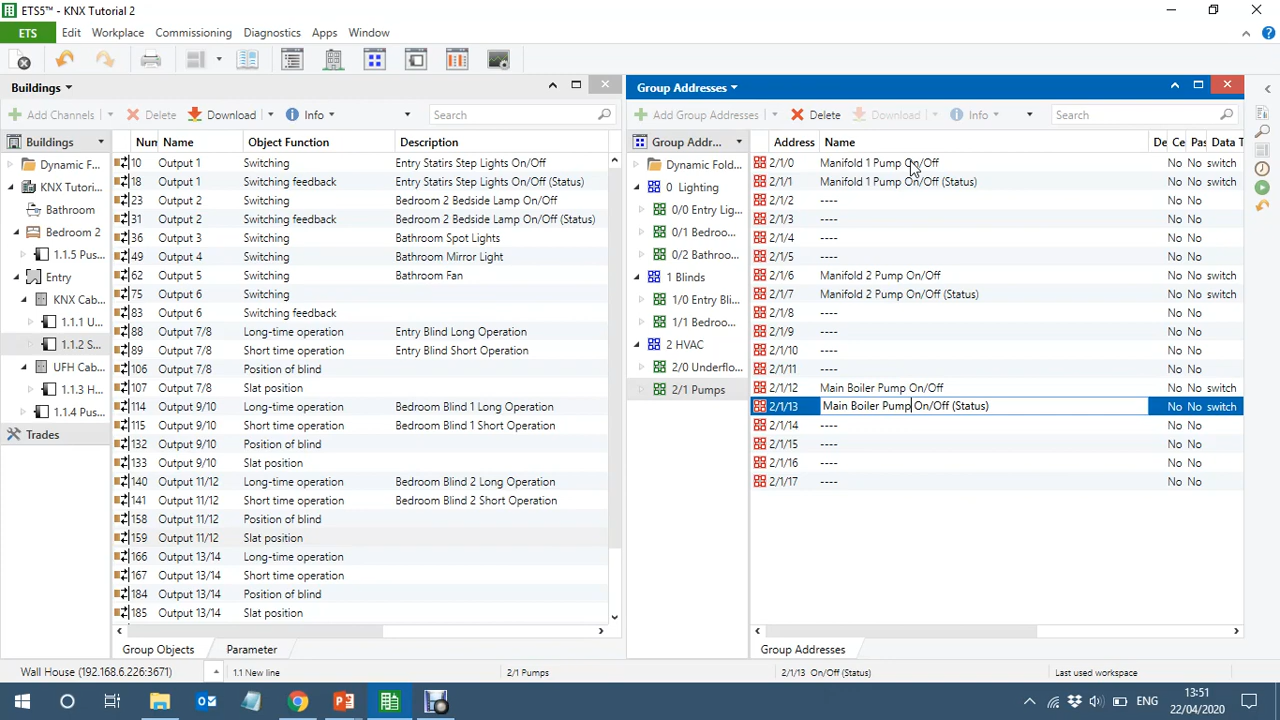 ETS5™ - KNX Tutorial 2
ETS Edit Workplace Commissioning Diagnostics Apps Window
Buildings
Add Channels Delete Download Info Search
Buildings Num Name Object Function Description
Dynamic F...
KNX Tutori...
Bathroom
Bedroom 2
1.1.5 Pus...
Entry
KNX Cab...
1.1.1 U...
1.1.2 S...
UFH Cab...
1.1.3 H...
1.1.4 Pus...
Trades
10 Output 1 Switching Entry Statirs Step Lights On/Off
18 Output 1 Switching feedback Entry Statirs Step Lights On/Off (Status)
23 Output 2 Switching Bedroom 2 Bedside Lamp On/Off
31 Output 2 Switching feedback Bedroom 2 Bedside Lamp On/Off (Status)
36 Output 3 Switching Bathroom Spot Lights
49 Output 4 Switching Bathroom Mirror Light
62 Output 5 Switching Bathroom Fan
75 Output 6 Switching
83 Output 6 Switching feedback
88 Output 7/8 Long-time operation Entry Blind Long Operation
89 Output 7/8 Short time operation Entry Blind Short Operation
106 Output 7/8 Position of blind
107 Output 7/8 Slat position
114 Output 9/10 Long-time operation Bedroom Blind 1 Long Operation
115 Output 9/10 Short time operation Bedroom Blind 1 Short Operation
132 Output 9/10 Position of blind
133 Output 9/10 Slat position
140 Output 11/12 Long-time operation Bedroom Blind 2 Long Operation
141 Output 11/12 Short time operation Bedroom Blind 2 Short Operation
158 Output 11/12 Position of blind
159 Output 11/12 Slat position
166 Output 13/14 Long-time operation
167 Output 13/14 Short time operation
184 Output 13/14 Position of blind
185 Output 13/14 Slat position
Group Objects Parameter
Group Addresses
Add Group Addresses Delete Download Info Search
Group Addr... Address Name De Ce Pas Data T
Dynamic Fold...
0 Lighting
0/0 Entry Lig...
0/1 Bedroo...
0/2 Bathroo...
1 Blinds
1/0 Entry Bli...
1/1 Bedroo...
2 HVAC
2/0 Underflo...
2/1 Pumps
2/1/0 Manifold 1 Pump On/Off No No switch
2/1/1 Manifold 1 Pump On/Off (Status) No No switch
2/1/2 ---- No No
2/1/3 ---- No No
2/1/4 ---- No No
2/1/5 ---- No No
2/1/6 Manifold 2 Pump On/Off No No switch
2/1/7 Manifold 2 Pump On/Off (Status) No No switch
2/1/8 ---- No No
2/1/9 ---- No No
2/1/10 ---- No No
2/1/11 ---- No No
2/1/12 Main Boiler Pump On/Off No No switch
2/1/13 Main Boiler Pump On/Off (Status) No No switch
2/1/14 ---- No No
2/1/15 ---- No No
2/1/16 ---- No No
2/1/17 ---- No No
Group Addresses
Wall House (192.168.6.226:3671) 1.1 New line 2/1 Pumps 2/1/13 On/Off (Status) Last used workspace
ENG 13:51
22/04/2020